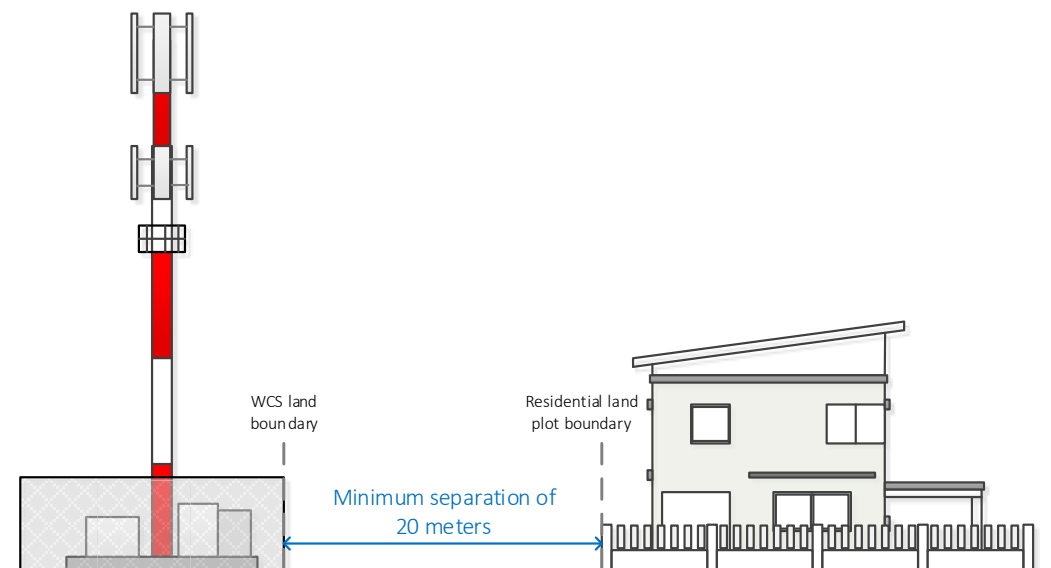 WCS land
boundary
Residential land
plot boundary
Minimum separation of
20 meters